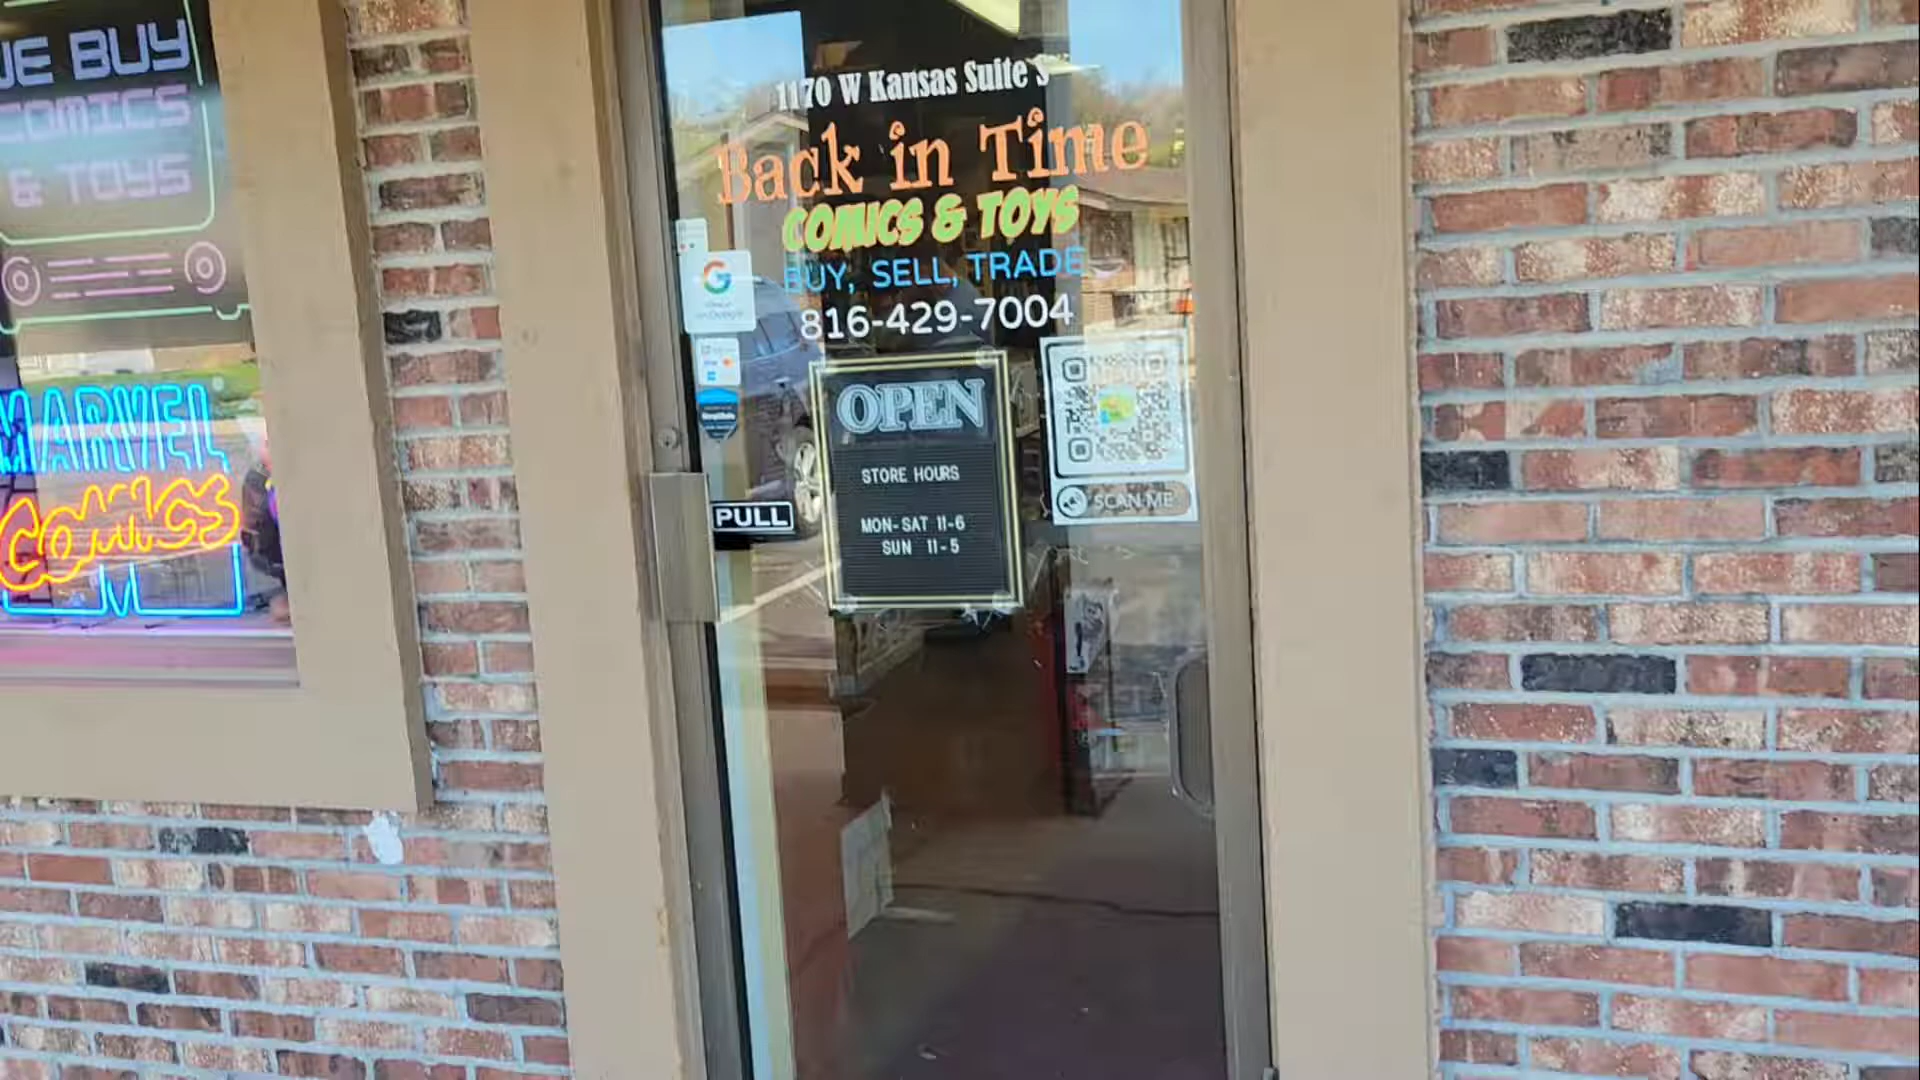 WE BUY
COMICS
& TOYS
MARVEL
COMICS
1170 W Kansas Suite S
Back in Time
COMICS & TOYS
BUY, SELL, TRADE
816-429-7004
G
PULL
OPEN
STORE HOURS
MON-SAT 11-6
SUN 11-5
SCAN ME